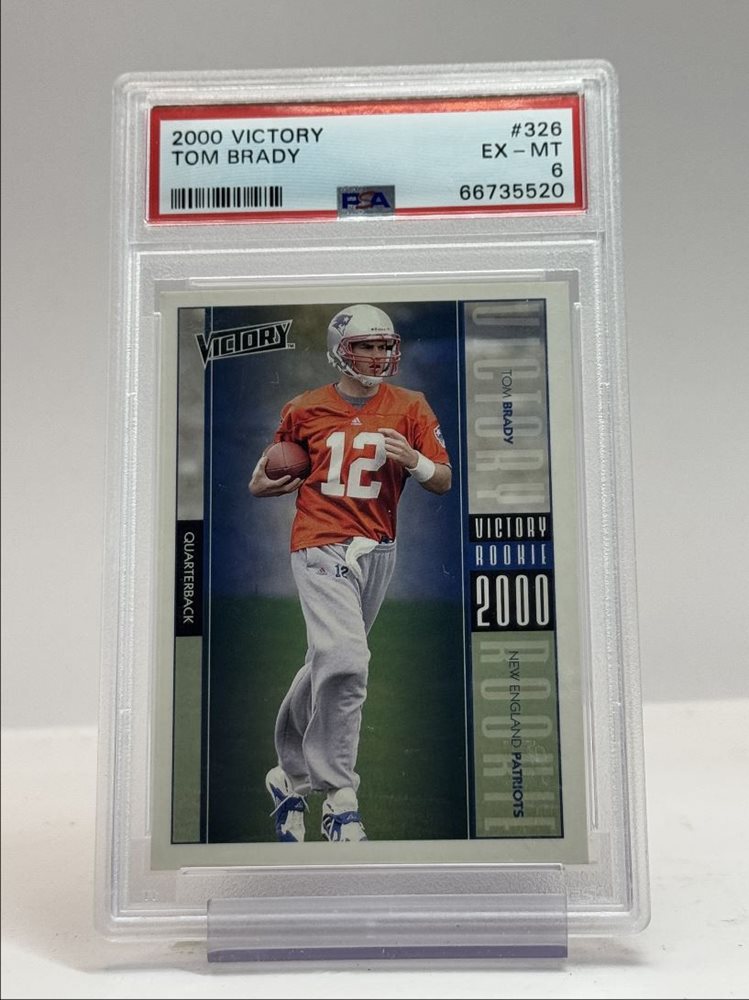 2000 VICTORY
#326
TOM BRADY
EX – MT
6
PSA
66735520
VICTORY
TM
VICTORY
TOM BRADY
12
VICTORY
ROOKIE
2000
QUARTERBACK
12
NEW ENGLAND PATRIOTS
ROOKIE